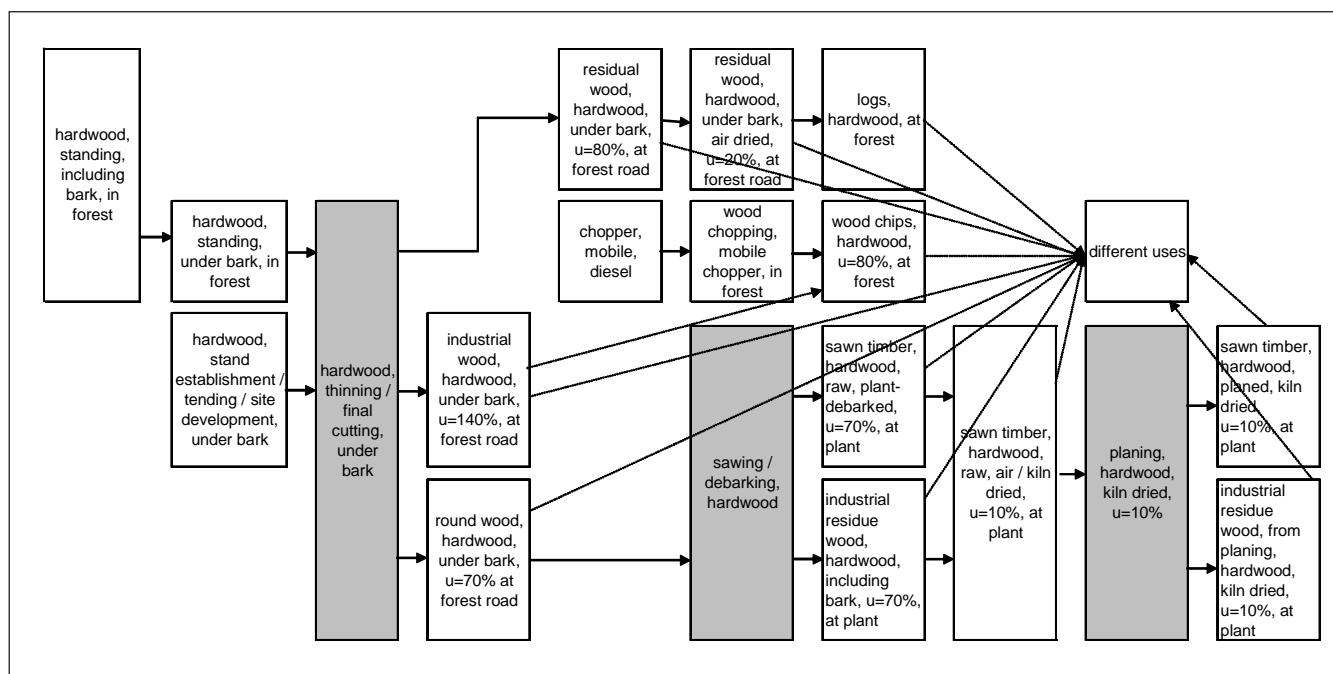 hardwood,
standing,
including
bark, in
forest
hardwood,
standing,
under bark, in
forest
hardwood,
stand
establishment /
tending / site
development,
under bark
hardwood,
thinning /
final
cutting,
under
bark
residual
wood,
hardwood,
under bark,
u=80%, at
forest road
residual
wood,
hardwood,
under bark,
air dried,
u=20%, at
forest road
logs,
hardwood, at
forest
chopper,
mobile,
diesel
wood
chopping,
mobile
chopper, in
forest
wood chips,
hardwood,
u=80%, at
forest
different uses
industrial
wood,
hardwood,
under bark,
u=140%, at
forest road
round wood,
hardwood,
under bark,
u=70% at
forest road
sawing /
debarking,
hardwood
sawn timber,
hardwood,
raw, plant-
debarked,
u=70%, at
plant
industrial
residue
wood,
hardwood,
including
bark, u=70%,
at plant
sawn timber,
hardwood,
raw, air / kiln
dried,
u=10%, at
plant
planing,
hardwood,
kiln dried,
u=10%
sawn timber,
hardwood,
planed, kiln
dried,
u=10%, at
plant
industrial
residue
wood, from
planing,
hardwood,
kiln dried,
u=10%, at
plant